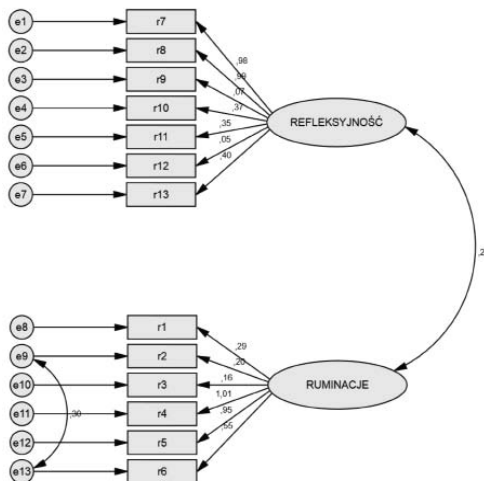 e1 r7
e2 r8
,98
e3 r9
,99
,07
e4 r10
,37
REFLEKSYJNOŚĆ
e5 r11
,35
,05
e6 r12
,40
e7 r13
,2
e8 r1
,29
e9 r2
,20
e10 r3
,16
RUMINACJE
e11 r4
1,01
,30
,95
e12 r5
,55
e13 r6